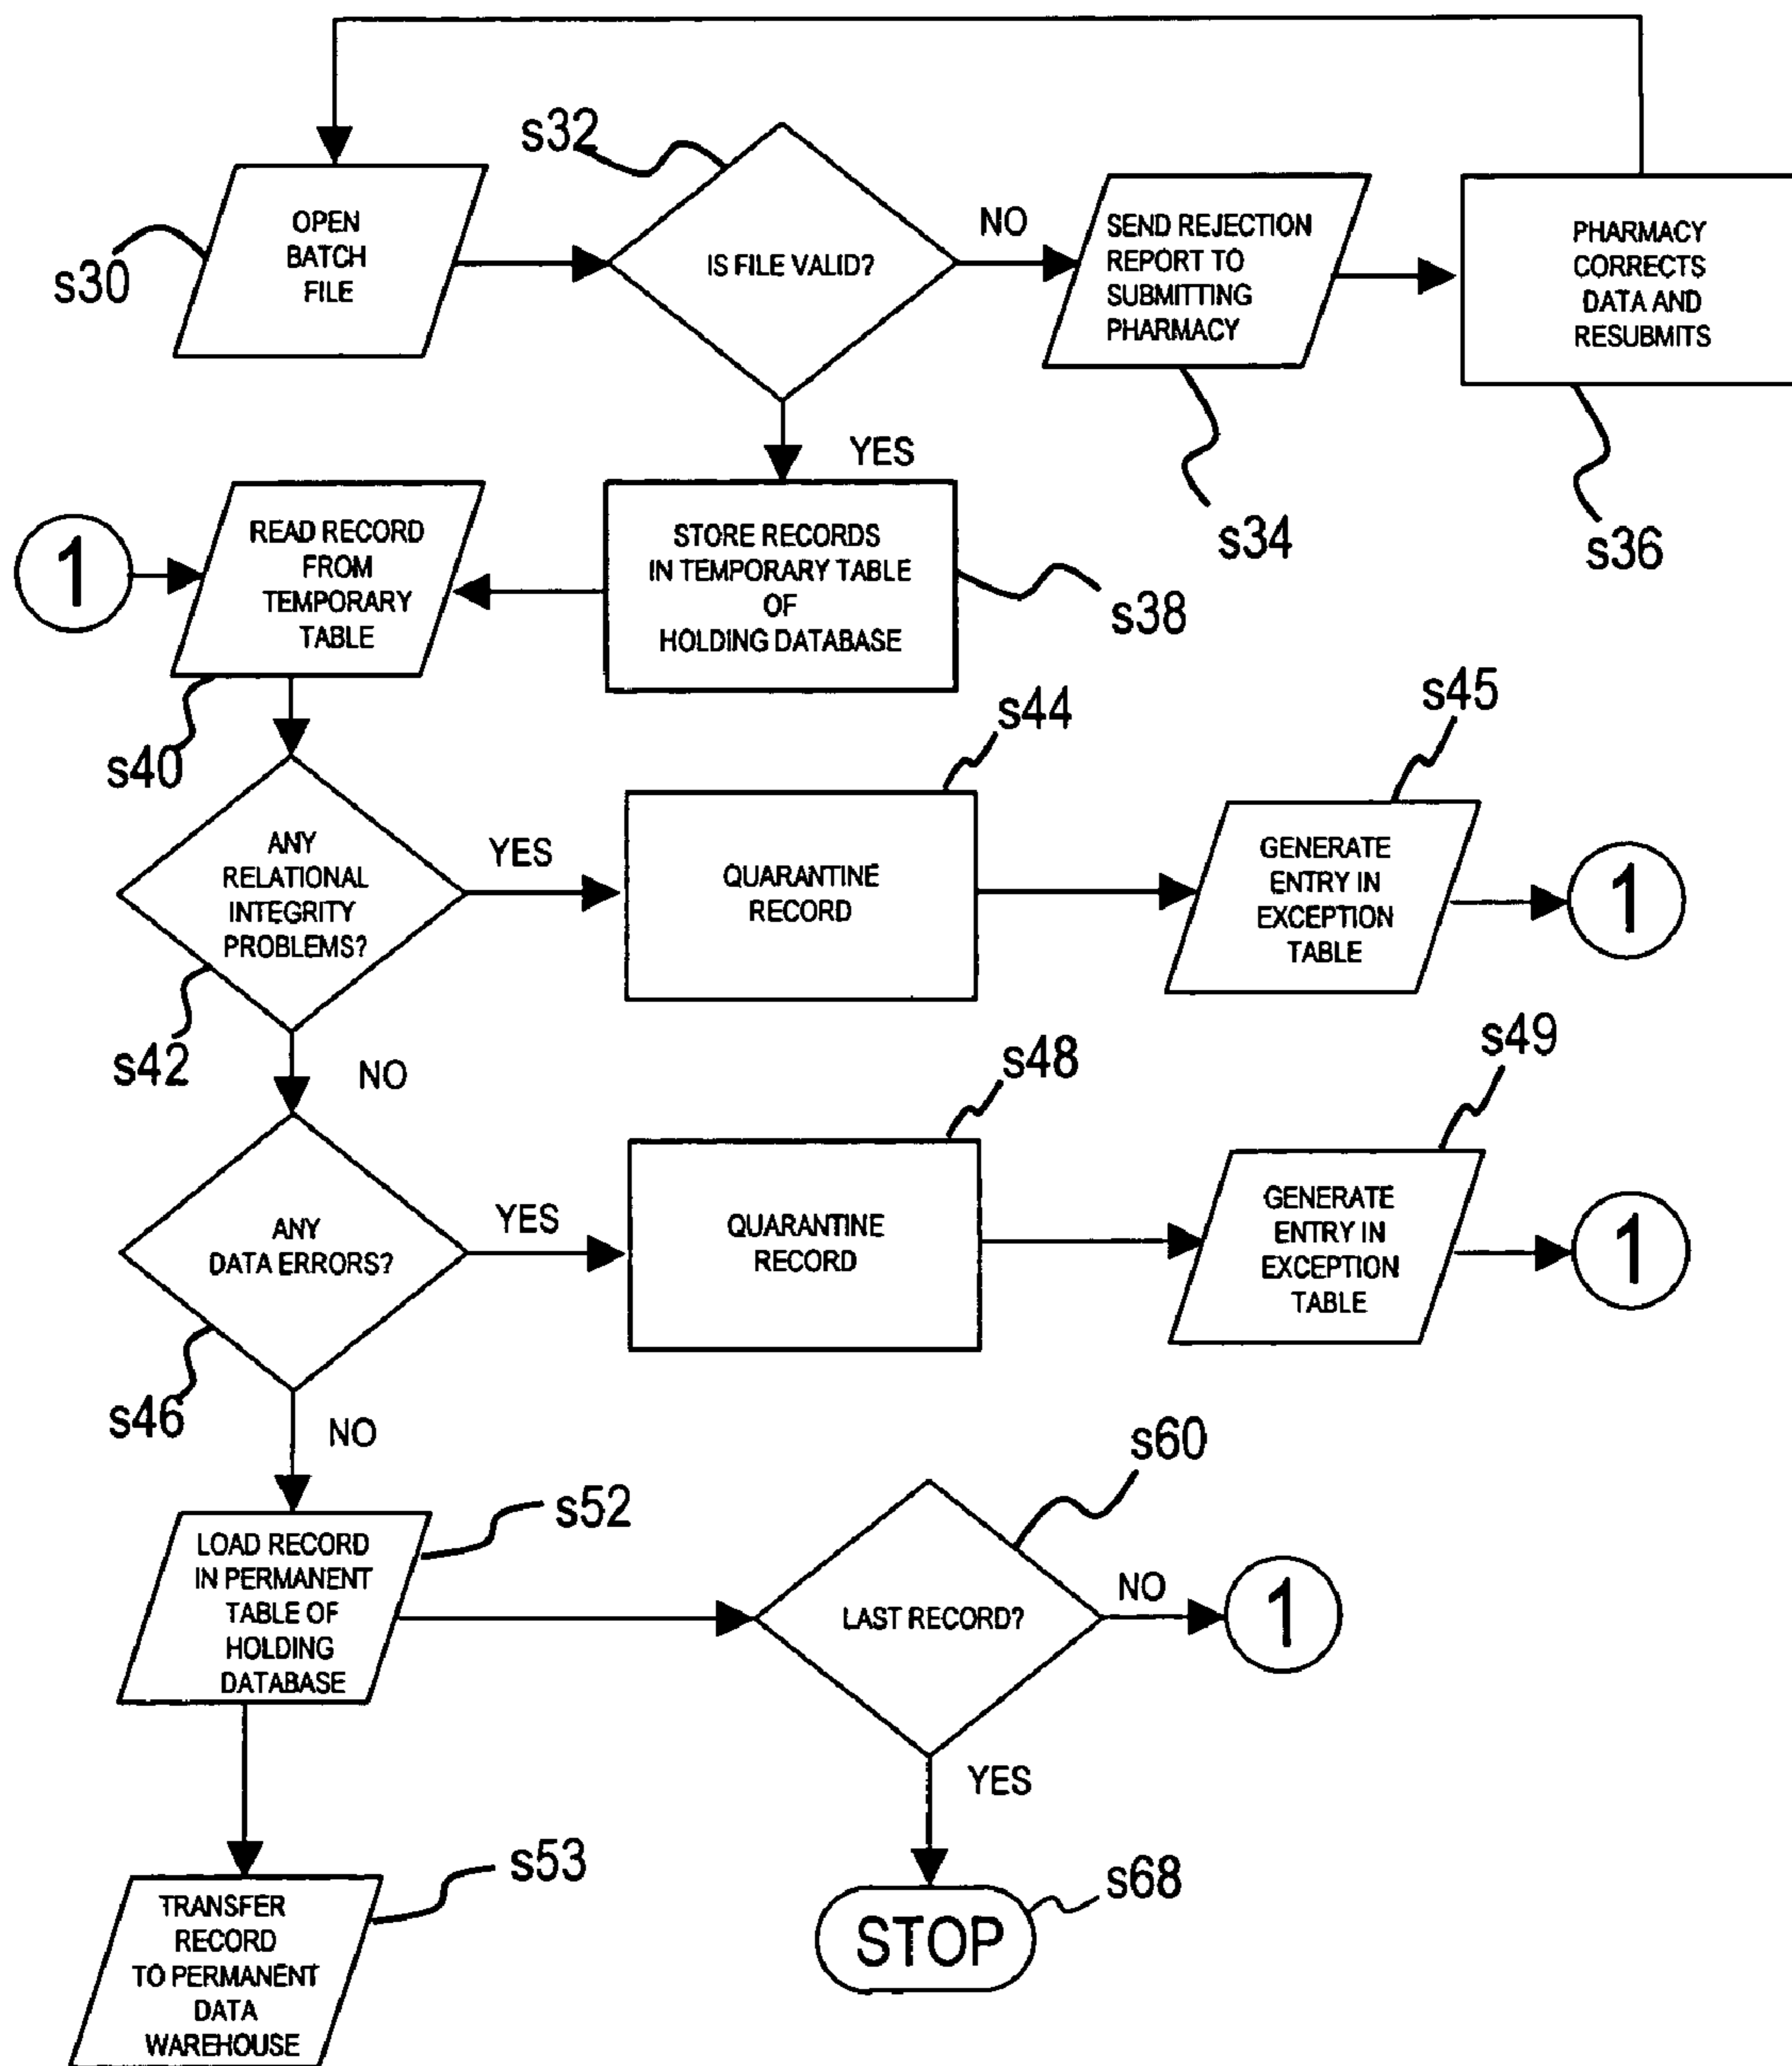 s32
OPEN
BATCH
FILE
s30
IS FILE VALID?
NO
SEND REJECTION
REPORT TO
SUBMITTING
PHARMACY
s34
PHARMACY
CORRECTS
DATA AND
RESUBMITS
s36
YES
1
READ RECORD
FROM
TEMPORARY
TABLE
s40
STORE RECORDS
IN TEMPORARY TABLE
OF
HOLDING DATABASE
s38
ANY
RELATIONAL
INTEGRITY
PROBLEMS?
s42
YES
s44
QUARANTINE
RECORD
s45
GENERATE
ENTRY IN
EXCEPTION
TABLE
1
NO
ANY
DATA ERRORS?
s46
YES
s48
QUARANTINE
RECORD
s49
GENERATE
ENTRY IN
EXCEPTION
TABLE
1
NO
LOAD RECORD
IN PERMANENT
TABLE OF
HOLDING
DATABASE
s52
s60
LAST RECORD?
NO
1
YES
TRANSFER
RECORD
TO PERMANENT
DATA
WAREHOUSE
s53
STOP
s68